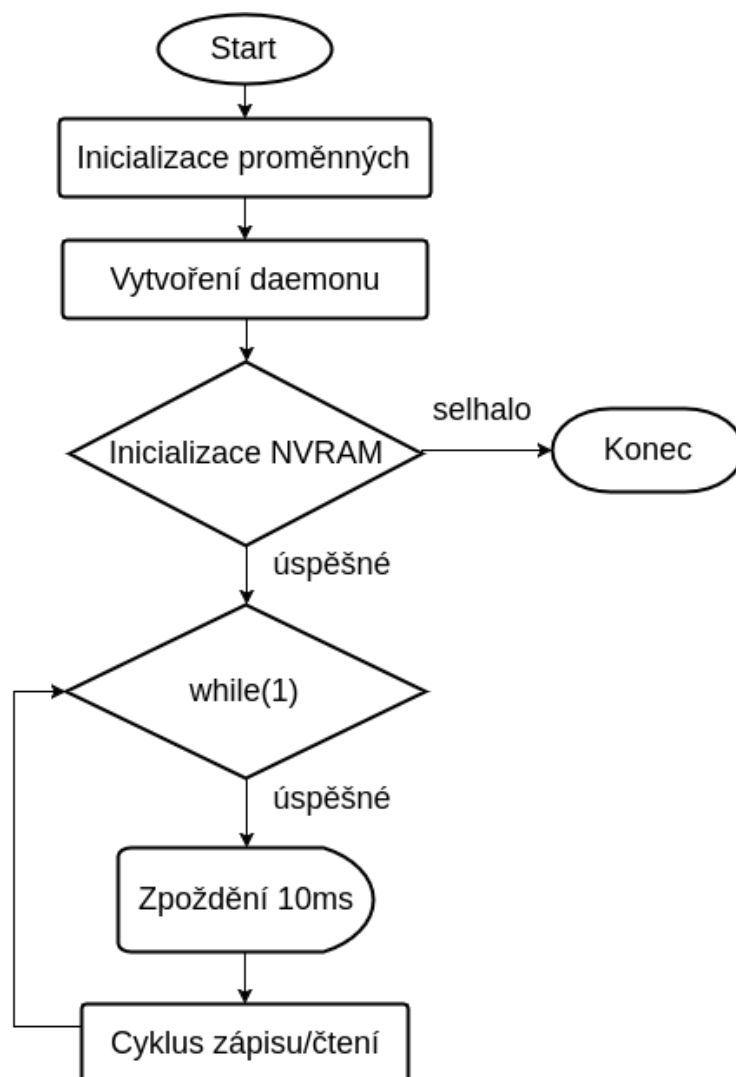 Start
Inicializace proměnných
Vytvoření daemonu
Inicializace NVRAM
selhalo
Konec
úspěšné
while(1)
úspěšné
Zpoždění 10ms
Cyklus zápisu/čtení